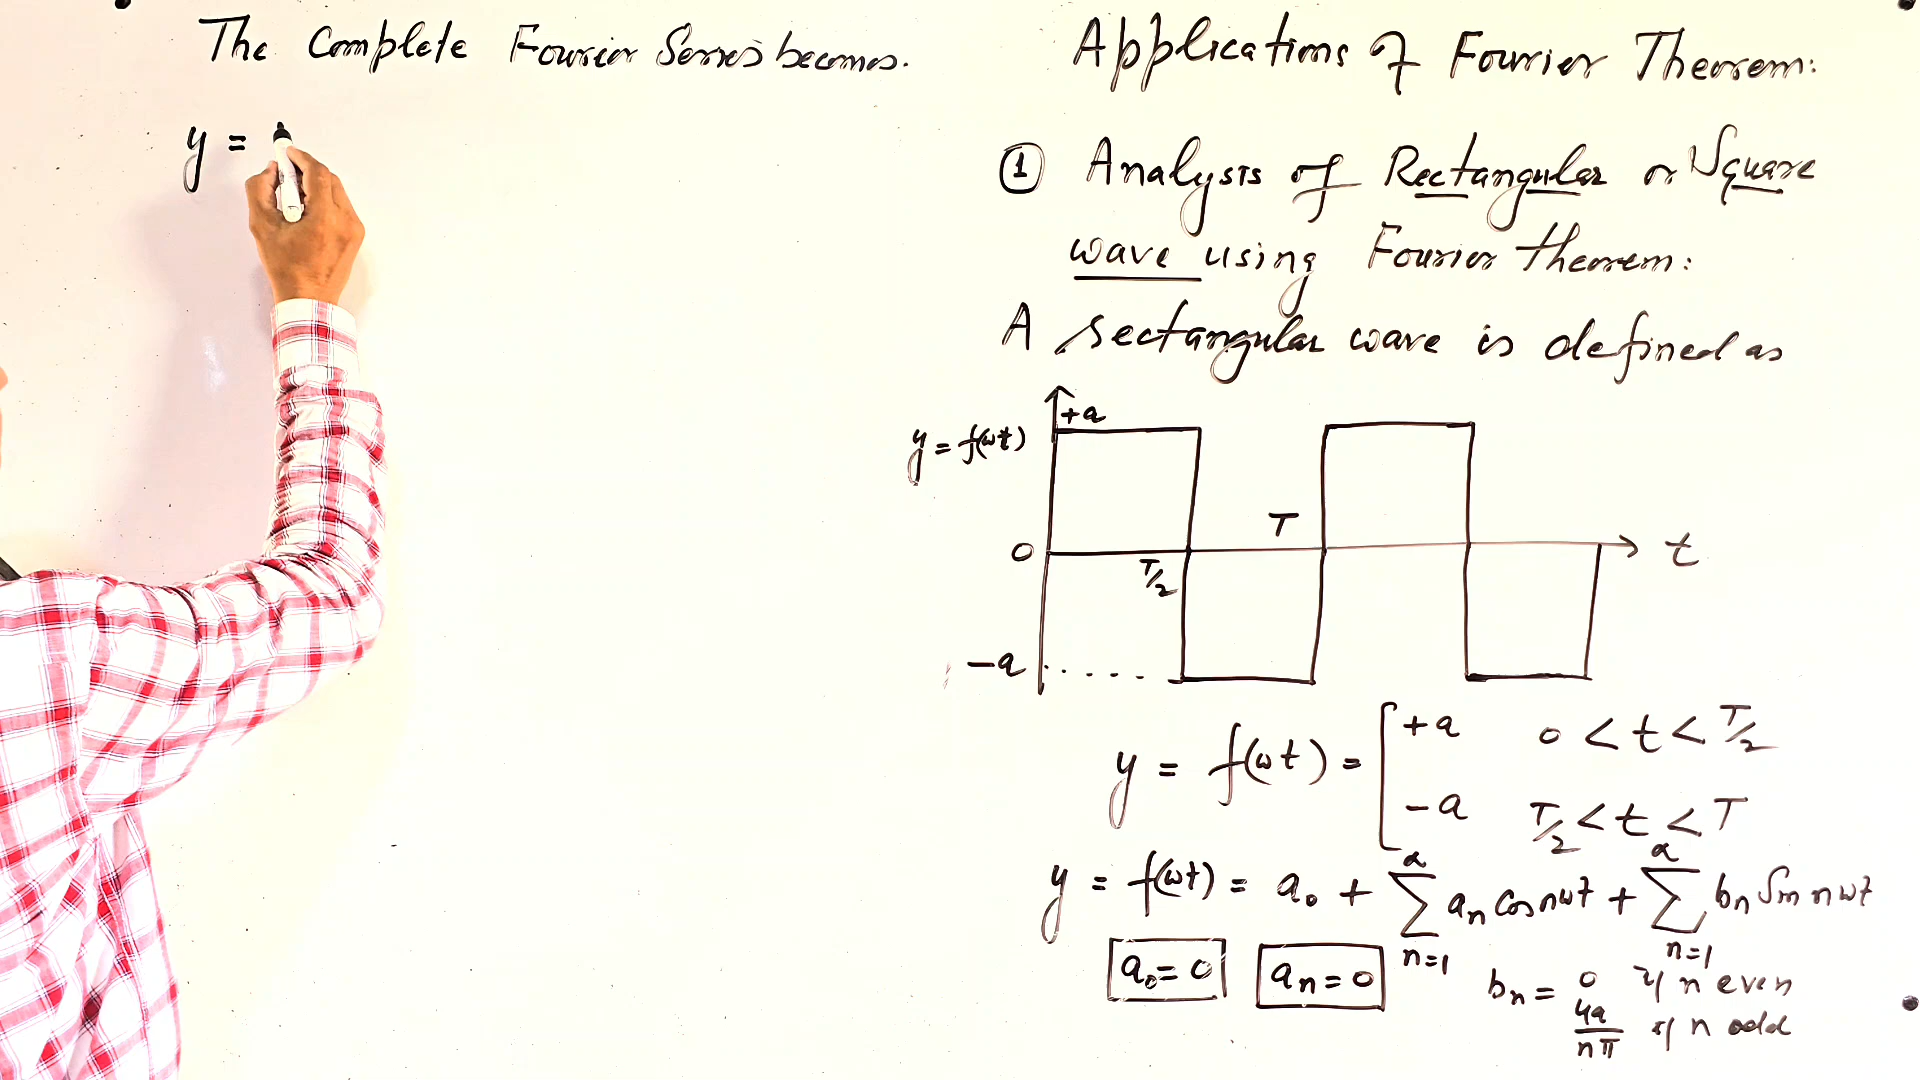 The Complete Fourier Series becomes.
y =
Applications of Fourier Theorem:
① Analysis of Rectangular or Square
wave using Fourier theorem:
A rectangular wave is defined as
+a
y = f(ωt)
T
0
t
T/2
-a
y = f(ωt) = [ +a 0 < t < T/2
-a T/2 < t < T
y = f(ωt) = a₀ + ∑ₙ₌₁^α aₙ Cos nωt + ∑ₙ₌₁^α bₙ Sin nωt
a₀ = 0 aₙ = 0
bₙ = 0 if n even
4a/nπ if n odd